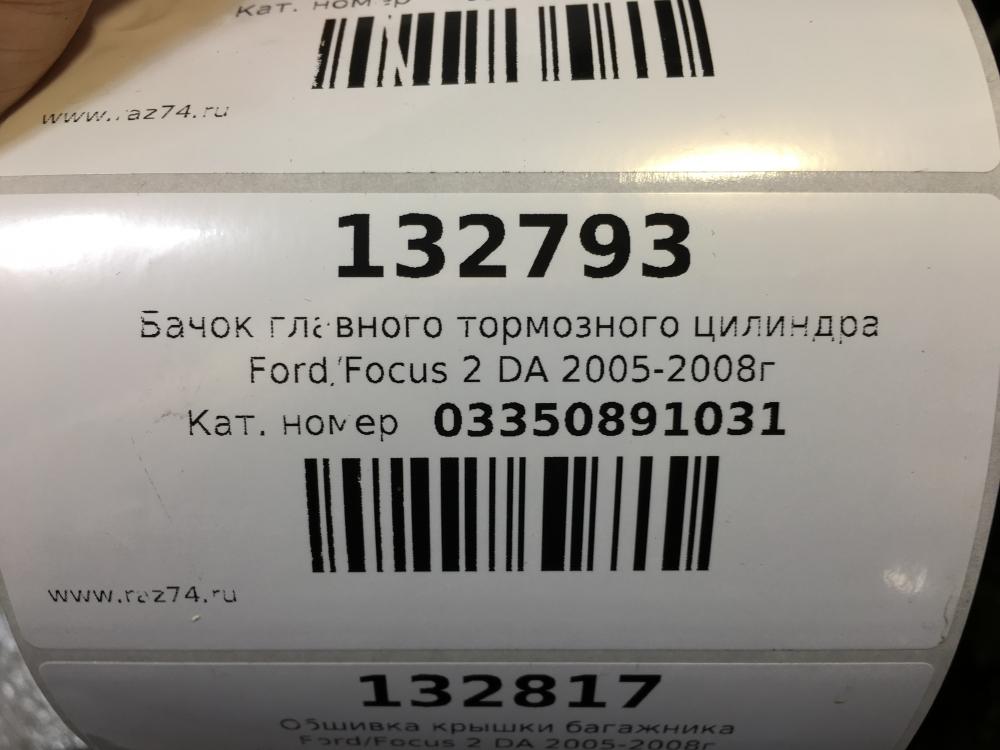 Кат. номер
www.raz74.ru
132793
Бачок главного тормозного цилиндра
Ford/Focus 2 DA 2005-2008г
Кат. номер 03350891031
www.raz74.ru
132817
Обшивка крышки багажника
Ford/Focus 2 DA 2005-2008г